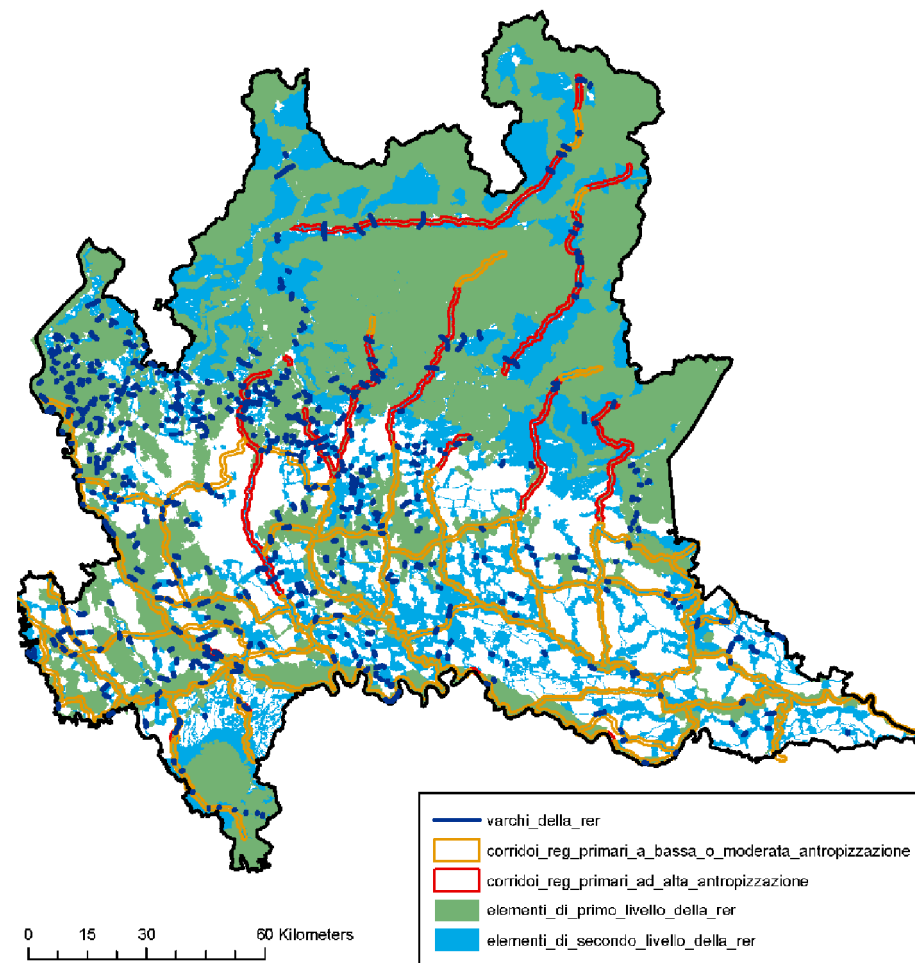 varchi_della_rer
corridoi_reg_primari_a_bassa_o_moderata_antropizzazione
corridoi_reg_primari_ad_alta_antropizzazione
elementi_di_primo_livello_della_rer
elementi_di_secondo_livello_della_rer
0 15 30 60 Kilometers